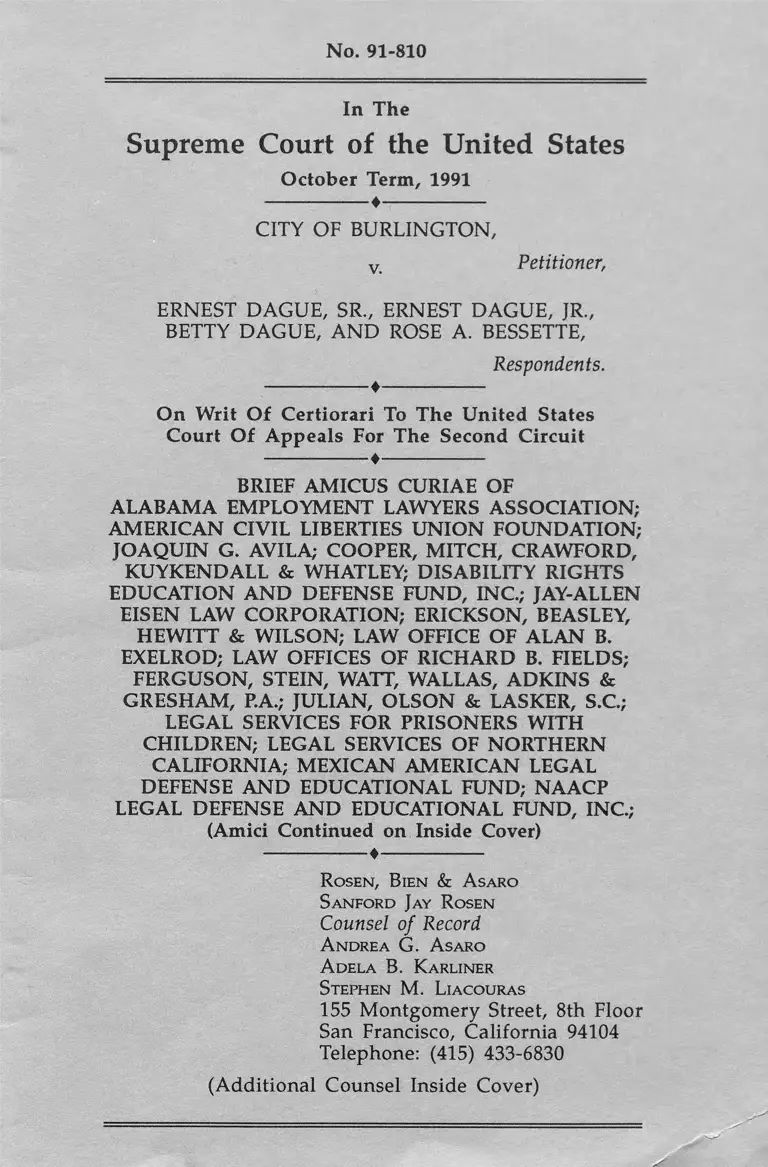 No. 91-810
In The
Supreme Court of the United States
October Term, 1991
CITY OF BURLINGTON,
Petitioner,
v.
ERNEST DAGUE, SR., ERNEST DAGUE, JR.,
BETTY DAGUE, AND ROSE A. BESSETTE,
Respondents.
On Writ Of Certiorari To The United States
Court Of Appeals For The Second Circuit
BRIEF AMICUS CURIAE OF
ALABAMA EMPLOYMENT LAWYERS ASSOCIATION;
AMERICAN CIVIL LIBERTIES UNION FOUNDATION;
JOAQUIN G. AVILA; COOPER, MITCH, CRAWFORD,
KUYKENDALL & WHATLEY; DISABILITY RIGHTS
EDUCATION AND DEFENSE FUND, INC.; JAY-ALLEN
EISEN LAW CORPORATION; ERICKSON, BEASLEY,
HEWITT & WILSON; LAW OFFICE OF ALAN B.
EXELROD; LAW OFFICES OF RICHARD B. FIELDS;
FERGUSON, STEIN, WATT, WALLAS, ADKINS &
GRESHAM, P.A.; JULIAN, OLSON & LASKER, S.C.;
LEGAL SERVICES FOR PRISONERS WITH
CHILDREN; LEGAL SERVICES OF NORTHERN
CALIFORNIA; MEXICAN AMERICAN LEGAL
DEFENSE AND EDUCATIONAL FUND; NAACP
LEGAL DEFENSE AND EDUCATIONAL FUND, INC.;
(Amici Continued on Inside Cover)
ROSEN, BIEN & ASARO
SANFORD JAY ROSEN
Counsel of Record
ANDREA G. ASARO
ADELA B. KARLINER
STEPHEN M. LIACOURAS
155 Montgomery Street, 8th Floor
San Francisco, California 94104
Telephone: (415) 433-6830
(Additional Counsel Inside Cover)